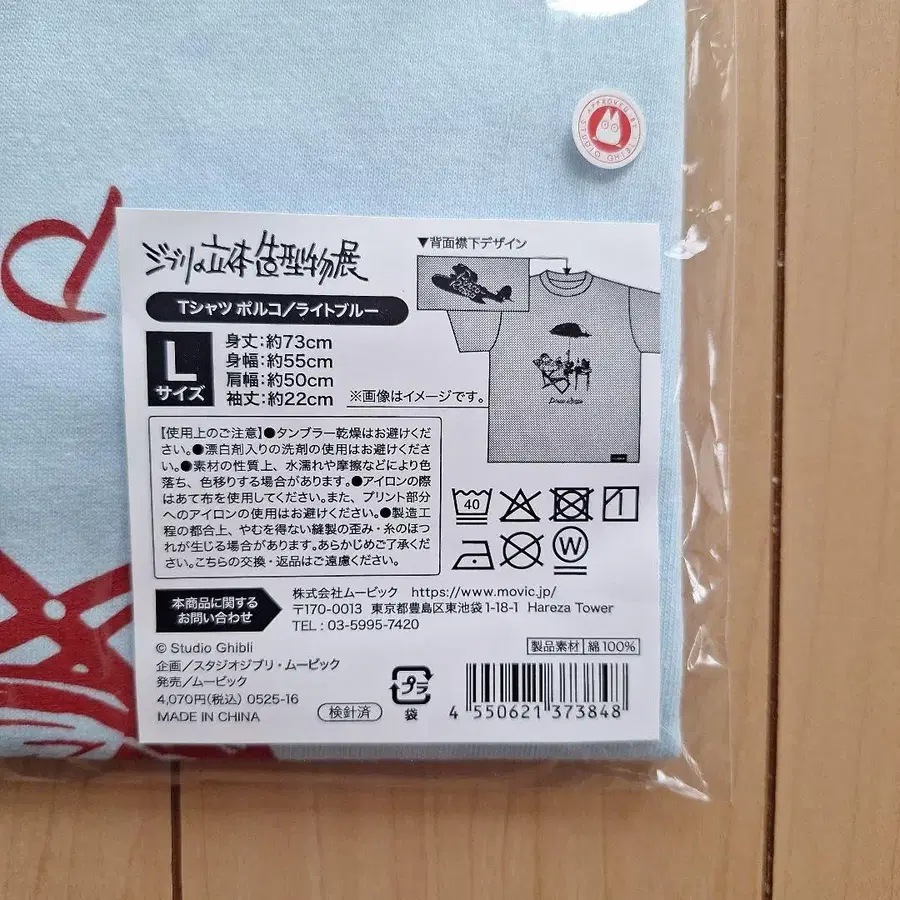 APPROVED BY STUDIO GHIBLI
ジブリの立体造型物展
Tシャツ ポルコ/ライトブルー
Lサイズ
身丈:約73cm
身幅:約55cm
肩幅:約50cm
袖丈:約22cm
※画像はイメージです。
▼背面襟下デザイン
Porco Rosso
【使用上のご注意】●タンブラー乾燥はお避けくだ
さい。●漂白剤入りの洗剤の使用はお避けくださ
い。●素材の性質上、水濡れや摩擦などにより色
落ち、色移りする場合があります。●アイロンの際
はあて布を使用してください。また、プリント部分
へのアイロンの使用はお避けください。●製造工
程の都合上、やむを得ない縫製の歪み・糸のほつ
れが生じる場合があります。あらかじめご了承くだ
さい。こちらの交換・返品はご遠慮ください。
40
W
本商品に関する
お問い合わせ
株式会社ムービック https://www.movic.jp/
〒170-0013 東京都豊島区東池袋1-18-1 Hareza Tower
TEL:03-5995-7420
© Studio Ghibli
企画/スタジオジブリ・ムービック
発売/ムービック
4,070円(税込) 0525-16
MADE IN CHINA
検針済
プラ
袋
製品素材 綿100%
4 550621 373848